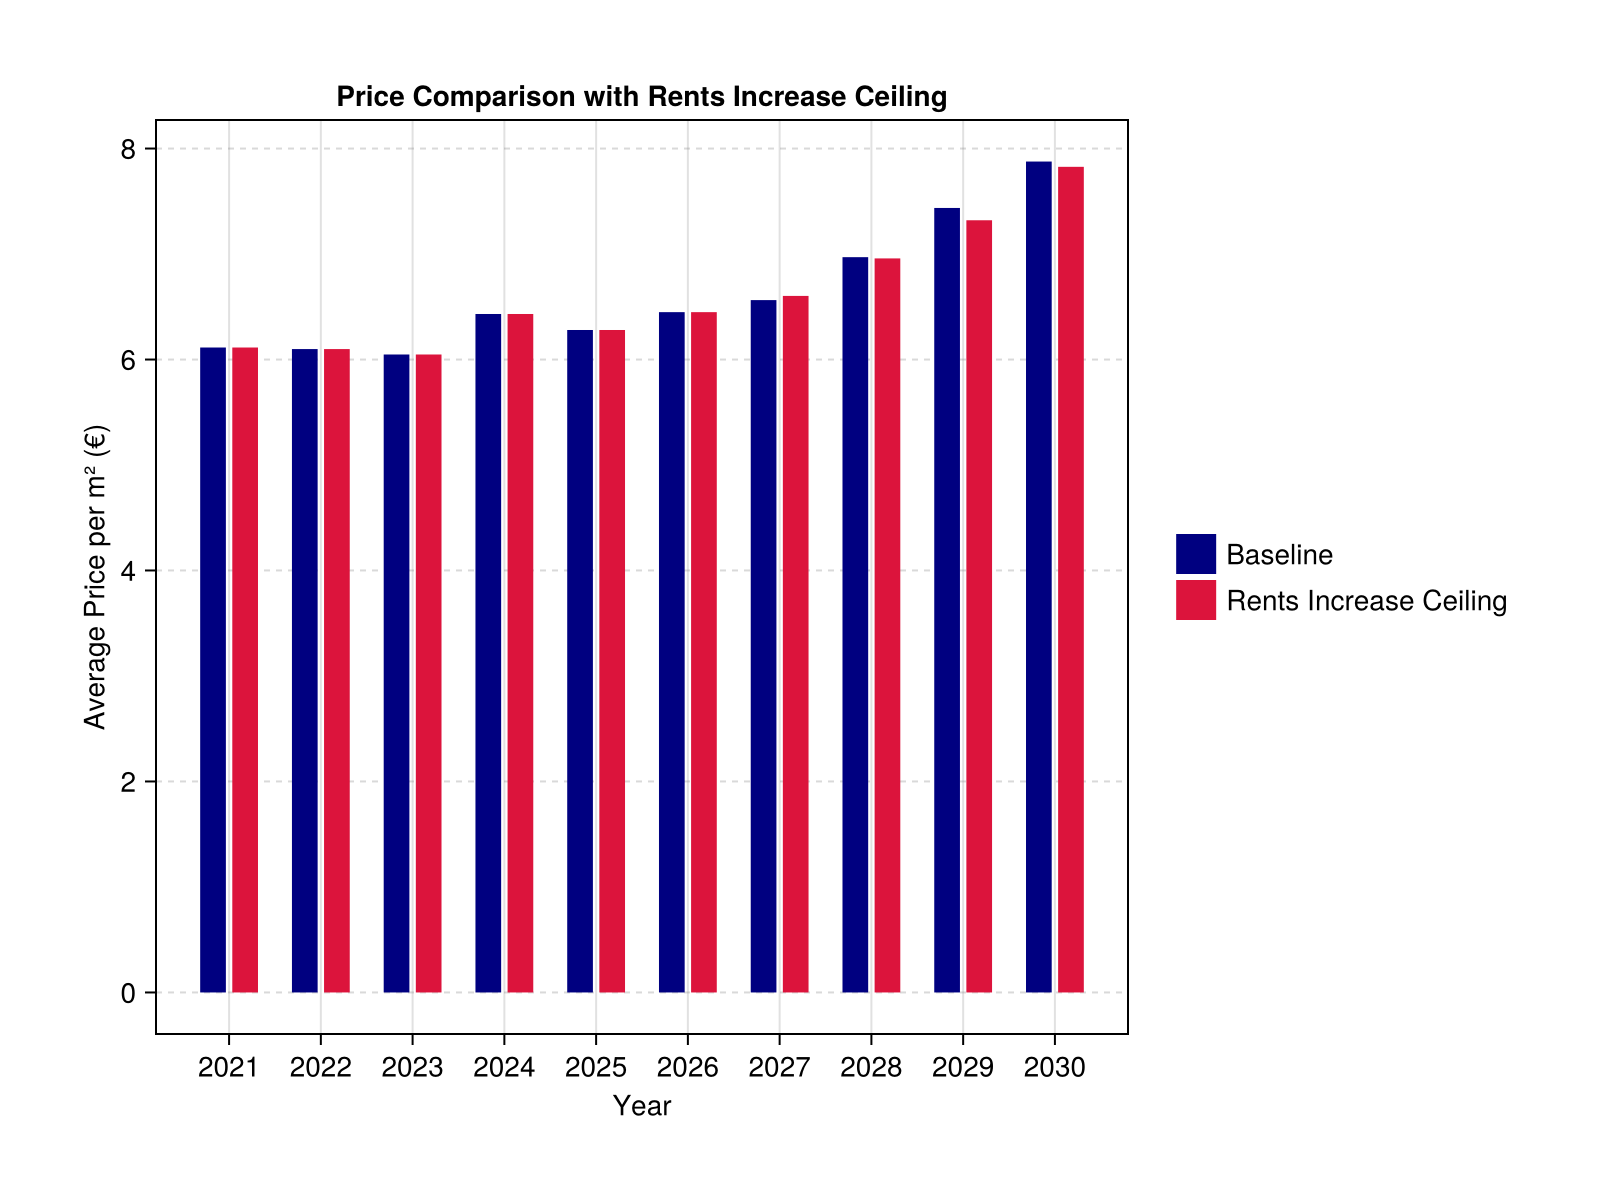 Price Comparison with Rents Increase Ceiling
8
6
4
2
0
Average Price per m² (€)
2021 2022 2023 2024 2025 2026 2027 2028 2029 2030
Year
Baseline
Rents Increase Ceiling